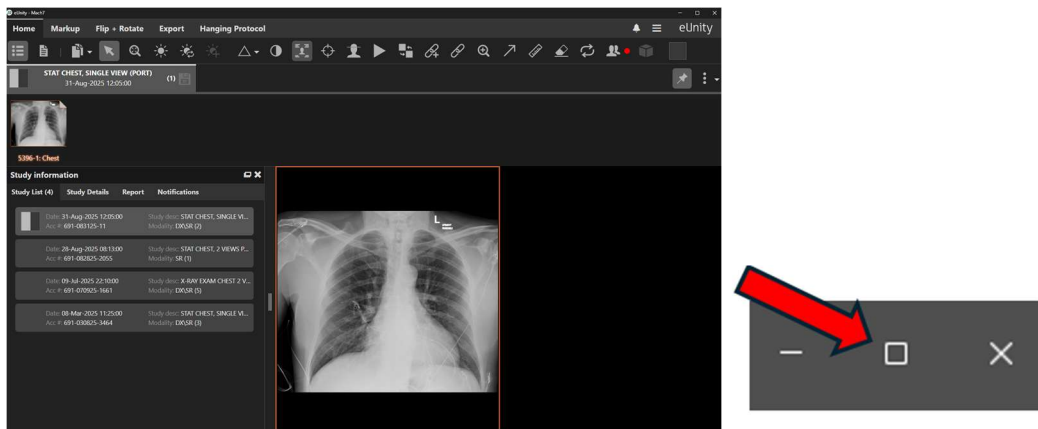 eUnity - Mach7
Home Markup Flip + Rotate Export Hanging Protocol eUnity
STAT CHEST, SINGLE VIEW (PORT) (1)
31-Aug-2025 12:05:00
5396-1: Chest
Study information
Study List (4) Study Details Report Notifications
Date: 31-Aug-2025 12:05:00 Study desc: STAT CHEST, SINGLE VI...
Acc #: 691-083125-11 Modality: DX\SR (2)
Date: 28-Aug-2025 08:13:00 Study desc: STAT CHEST, 2 VIEWS P...
Acc #: 691-082825-2055 Modality: SR (1)
Date: 09-Jul-2025 22:10:00 Study desc: X-RAY EXAM CHEST 2 V...
Acc #: 691-070925-1661 Modality: DX\SR (5)
Date: 08-Mar-2025 11:25:00 Study desc: STAT CHEST, SINGLE VI...
Acc #: 691-030825-3464 Modality: DX\SR (3)
L